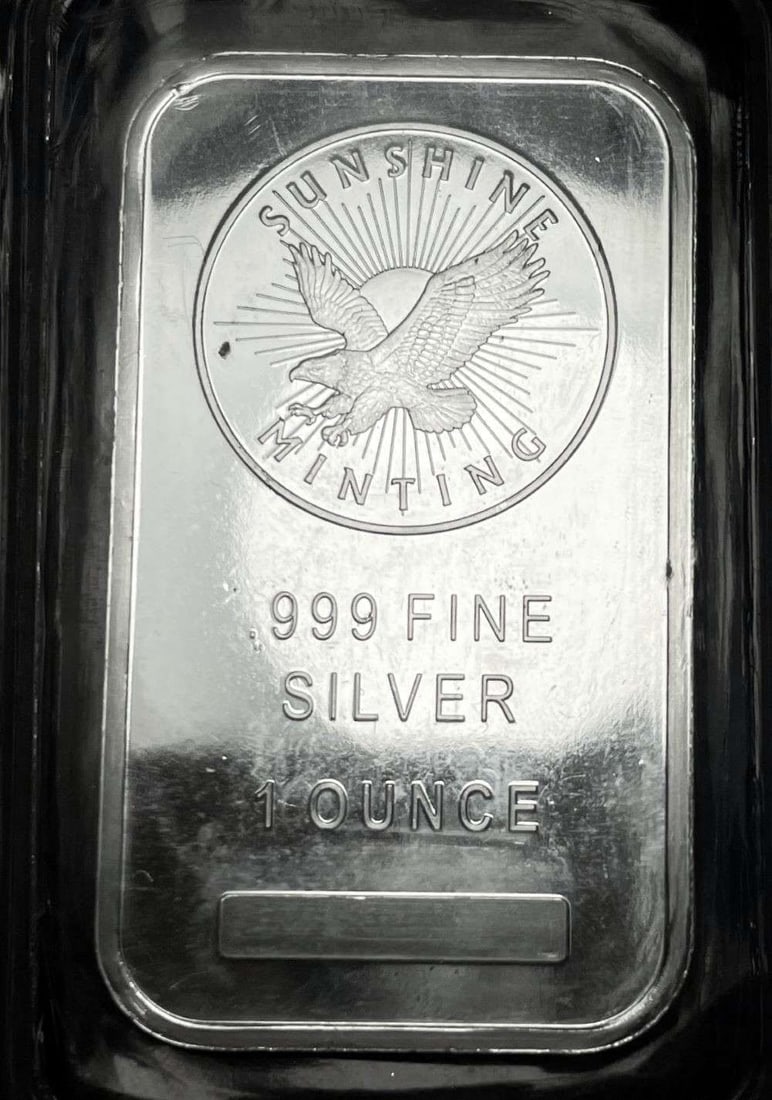 SUNSHINE
MINTING
.999 FINE
SILVER
1 OUNCE